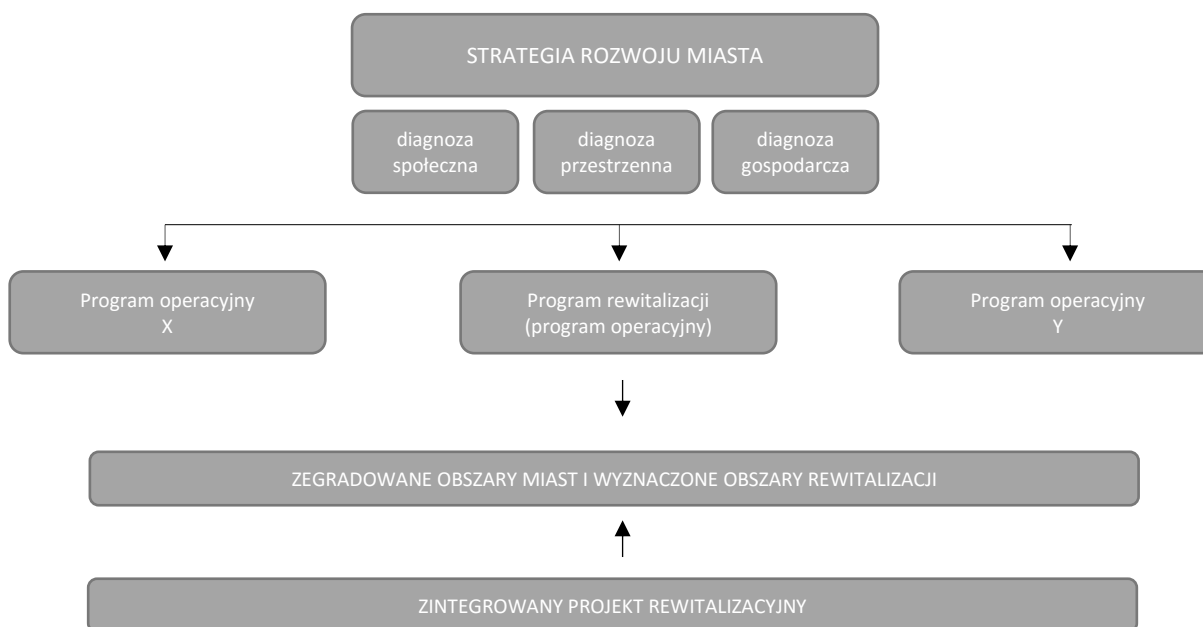 STRATEGIA ROZWOJU MIASTA
diagnoza
społeczna
diagnoza
przestrzenna
diagnoza
gospodarcza
Program operacyjny
X
Program rewitalizacji
(program operacyjny)
Program operacyjny
Y
ZEGRADOWANE OBSZARY MIAST I WYZNACZONE OBSZARY REWITALIZACJI
ZINTEGROWANY PROJEKT REWITALIZACYJNY